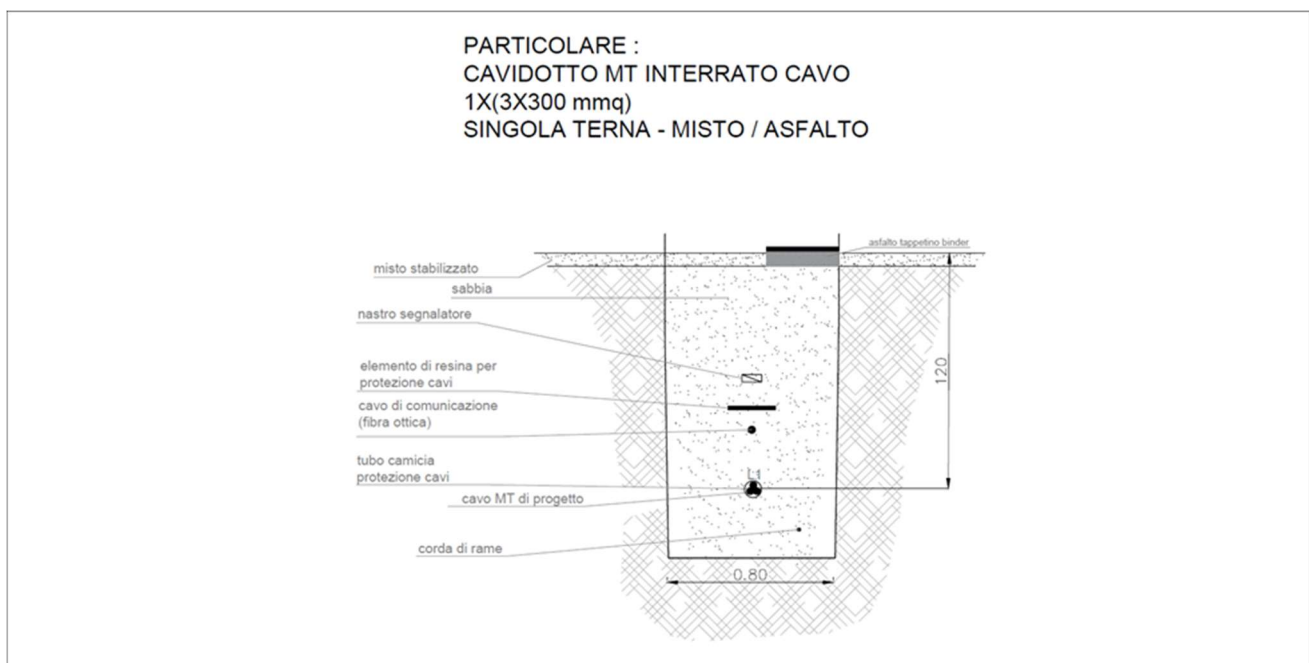 PARTICOLARE :
CAVIDOTTO MT INTERRATO CAVO
1X(3X300 mmq)
SINGOLA TERNA - MISTO / ASFALTO
asfalto tappetino binder
misto stabilizzato
sabbia
nastro segnalatore
elemento di resina per
protezione cavi
cavo di comunicazione
(fibra ottica)
tubo camicia
protezione cavi
cavo MT di progetto
corda di rame
120
0.80